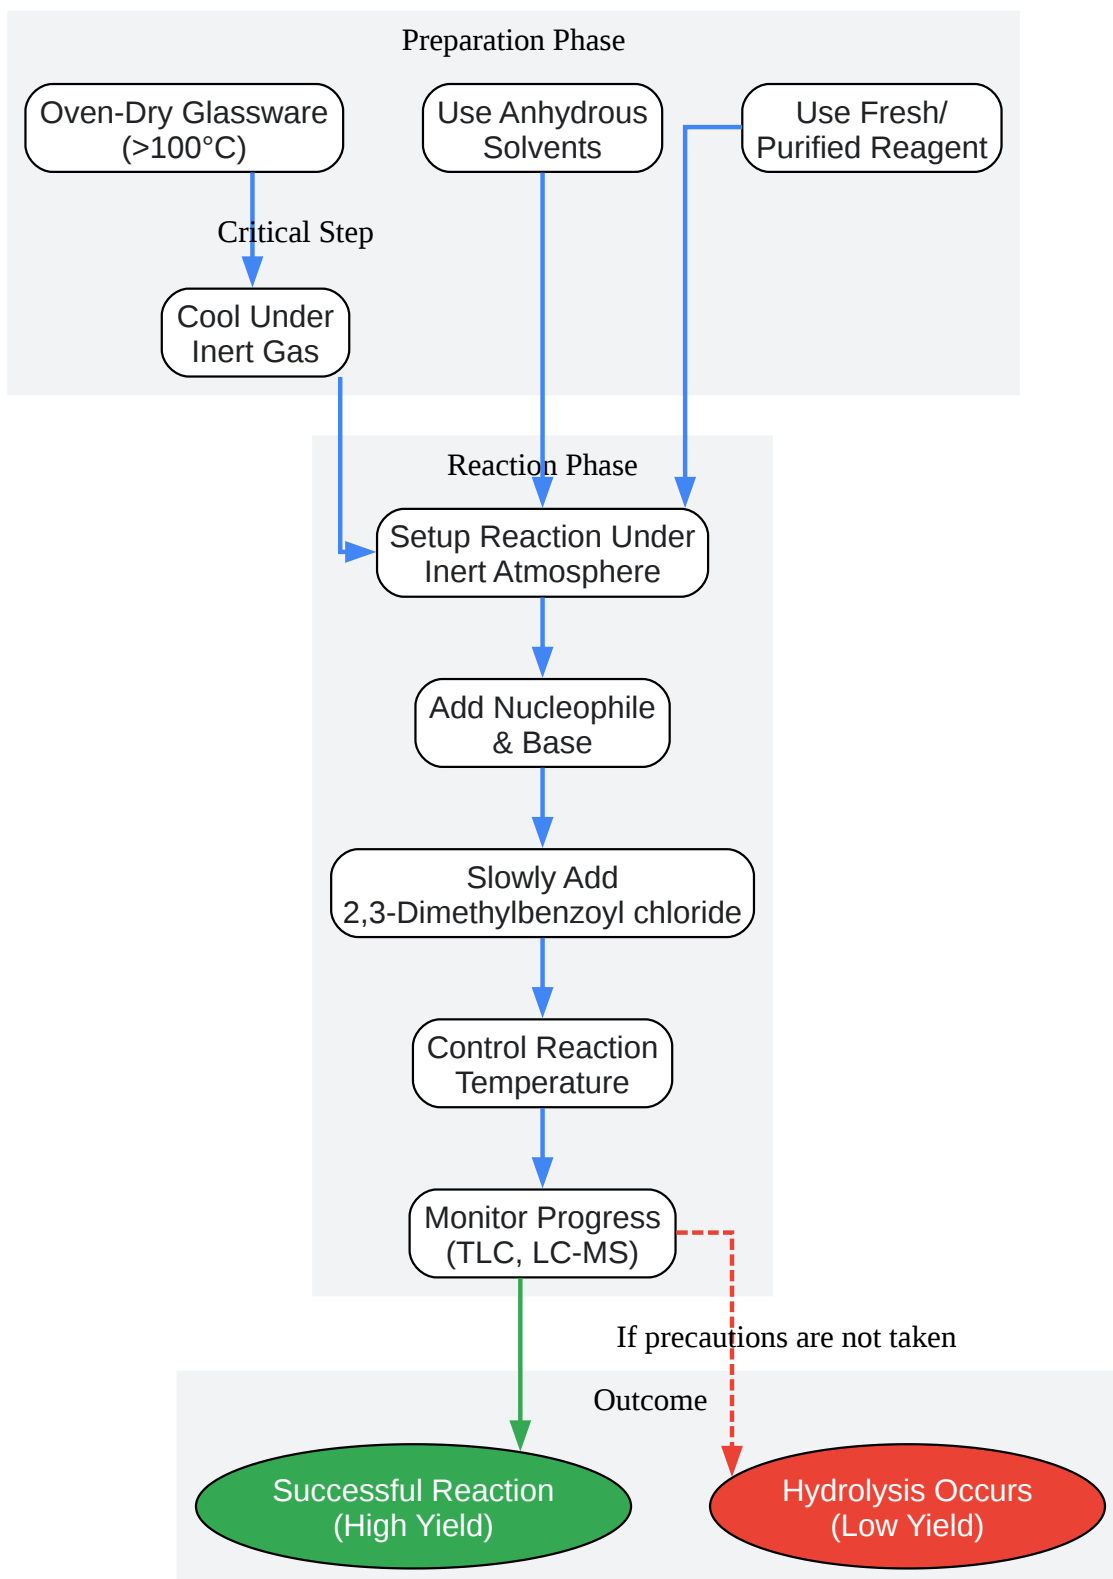 Preparation Phase
Oven-Dry Glassware
(>100°C)
Use Anhydrous
Solvents
Use Fresh/
Purified Reagent
Critical Step
Cool Under
Inert Gas
Reaction Phase
Setup Reaction Under
Inert Atmosphere
Add Nucleophile
& Base
Slowly Add
2,3-Dimethylbenzoyl chloride
Control Reaction
Temperature
Monitor Progress
(TLC, LC-MS)
If precautions are not taken
Outcome
Successful Reaction
(High Yield)
Hydrolysis Occurs
(Low Yield)